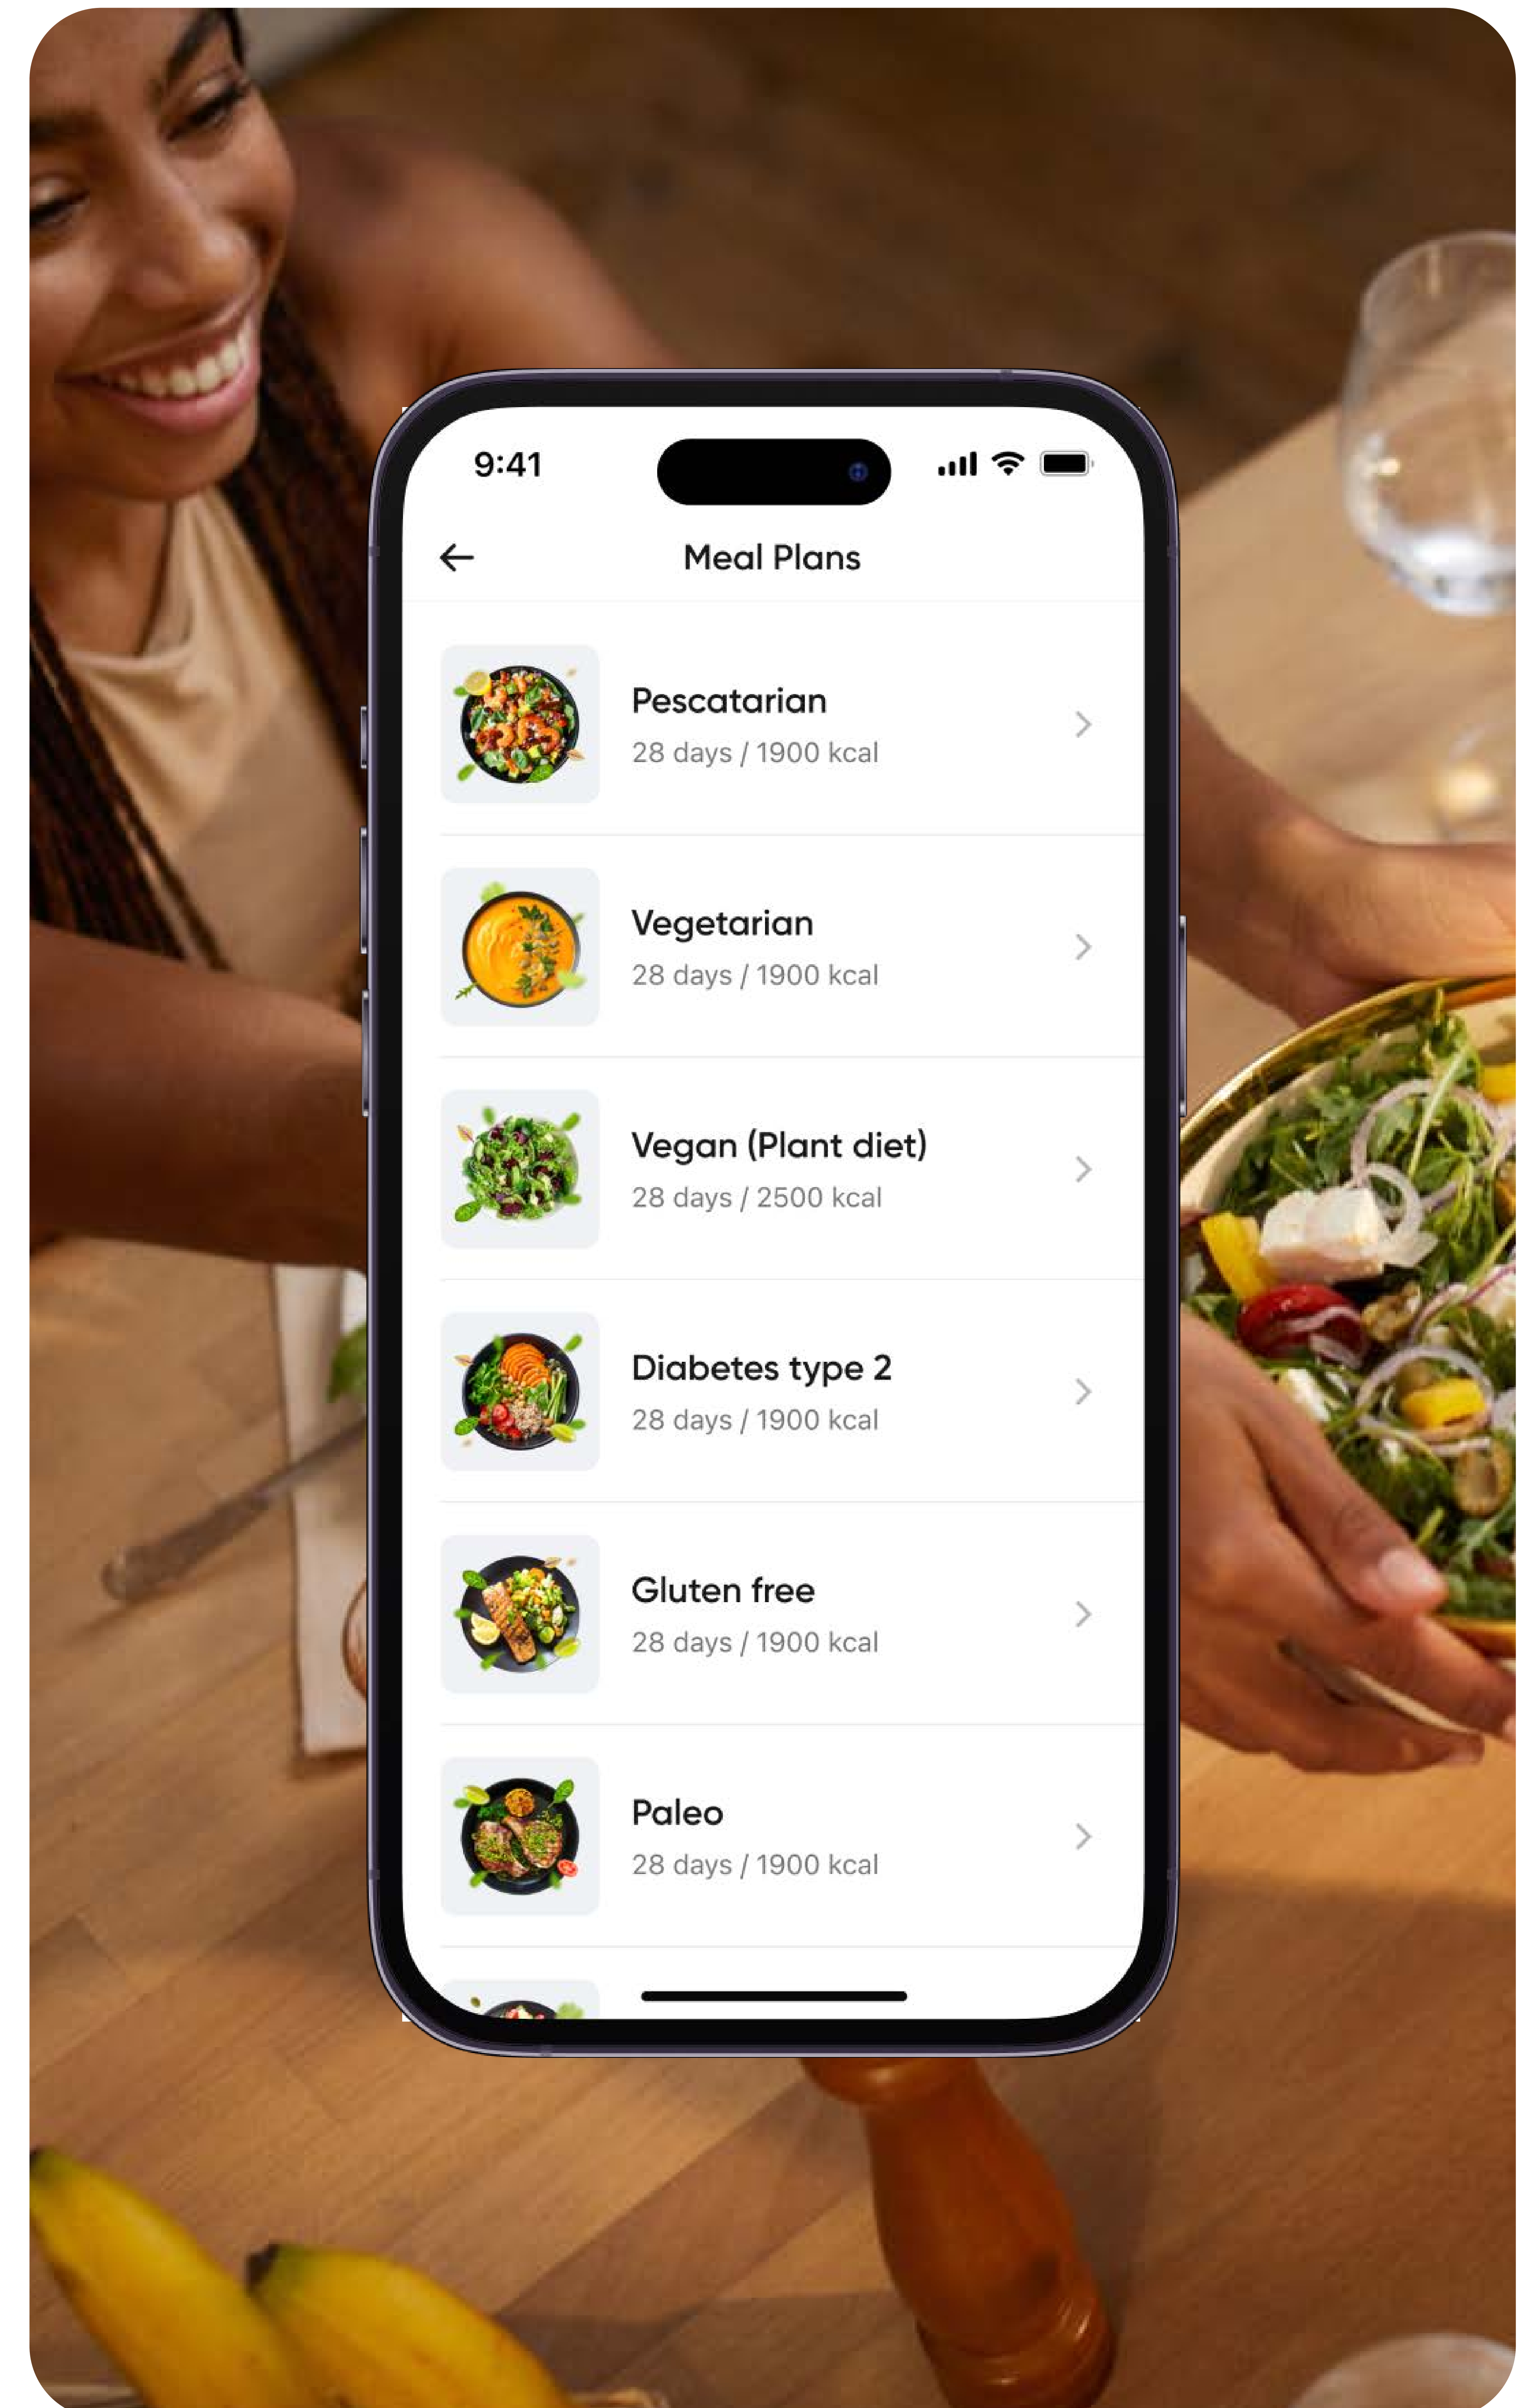 9:41
Meal Plans
Pescatarian
28 days / 1900 kcal
Vegetarian
28 days / 1900 kcal
Vegan (Plant diet)
28 days / 2500 kcal
Diabetes type 2
28 days / 1900 kcal
Gluten free
28 days / 1900 kcal
Paleo
28 days / 1900 kcal